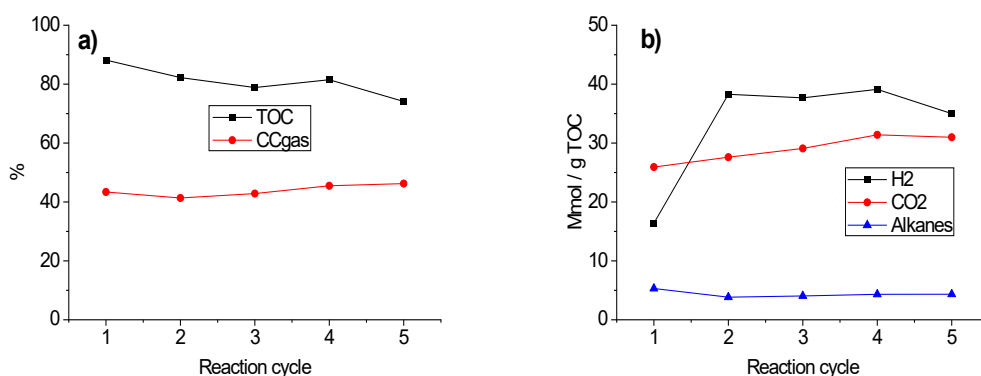 a)
100
80
60
40
20
0
%
TOC
CCgas
1 2 3 4 5
Reaction cycle
b)
50
40
30
20
10
0
Mmol / g TOC
H2
CO2
Alkanes
1 2 3 4 5
Reaction cycle